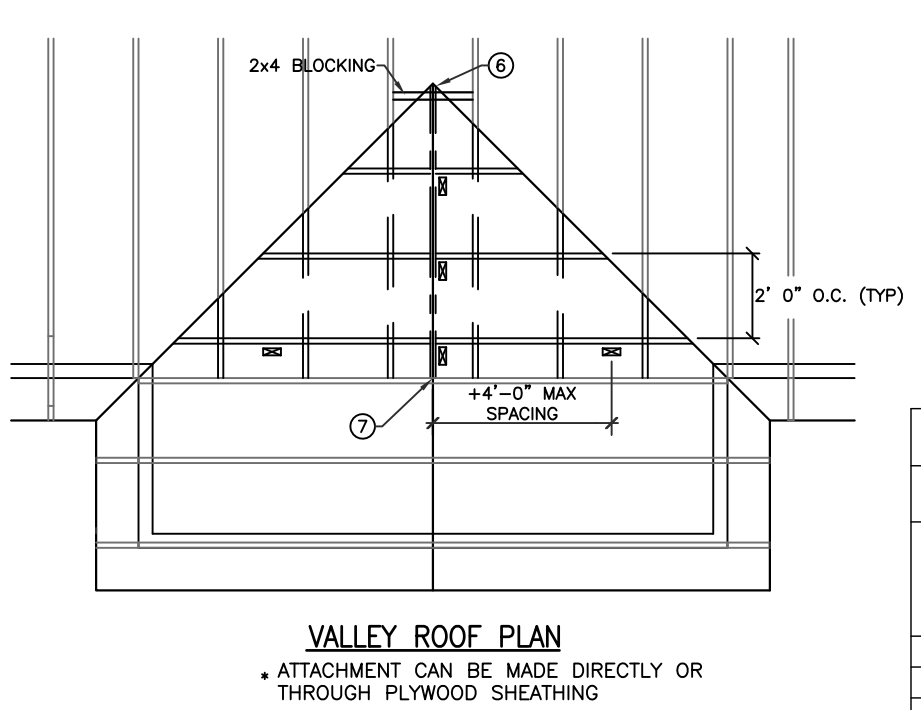 2x4 BLOCKING
6
2' 0" O.C. (TYP)
+4'-0" MAX
SPACING
7
VALLEY ROOF PLAN
* ATTACHMENT CAN BE MADE DIRECTLY OR
THROUGH PLYWOOD SHEATHING